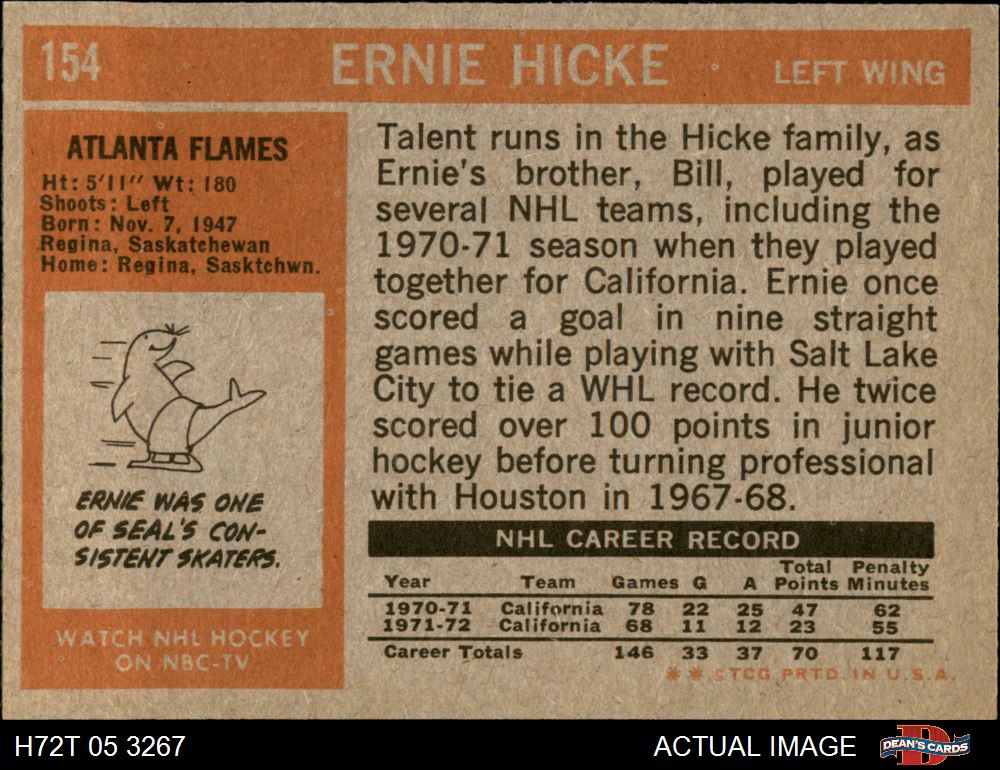 154 ERNIE HICKE LEFT WING
ATLANTA FLAMES
Ht: 5'11" Wt: 180
Shoots: Left
Born: Nov. 7, 1947
Regina, Saskatchewan
Home: Regina, Sasktchwn.
ERNIE WAS ONE
OF SEAL'S CON-
SISTENT SKATERS.
WATCH NHL HOCKEY
ON NBC-TV
Talent runs in the Hicke family, as
Ernie's brother, Bill, played for
several NHL teams, including the
1970-71 season when they played
together for California. Ernie once
scored a goal in nine straight
games while playing with Salt Lake
City to tie a WHL record. He twice
scored over 100 points in junior
hockey before turning professional
with Houston in 1967-68.
NHL CAREER RECORD
Total Penalty
Year Team Games G A Points Minutes
1970-71 California 78 22 25 47 62
1971-72 California 68 11 12 23 55
Career Totals 146 33 37 70 117
** ©TCG PRTD. IN U.S.A.
H72T 05 3267 ACTUAL IMAGE DEAN'S CARDS